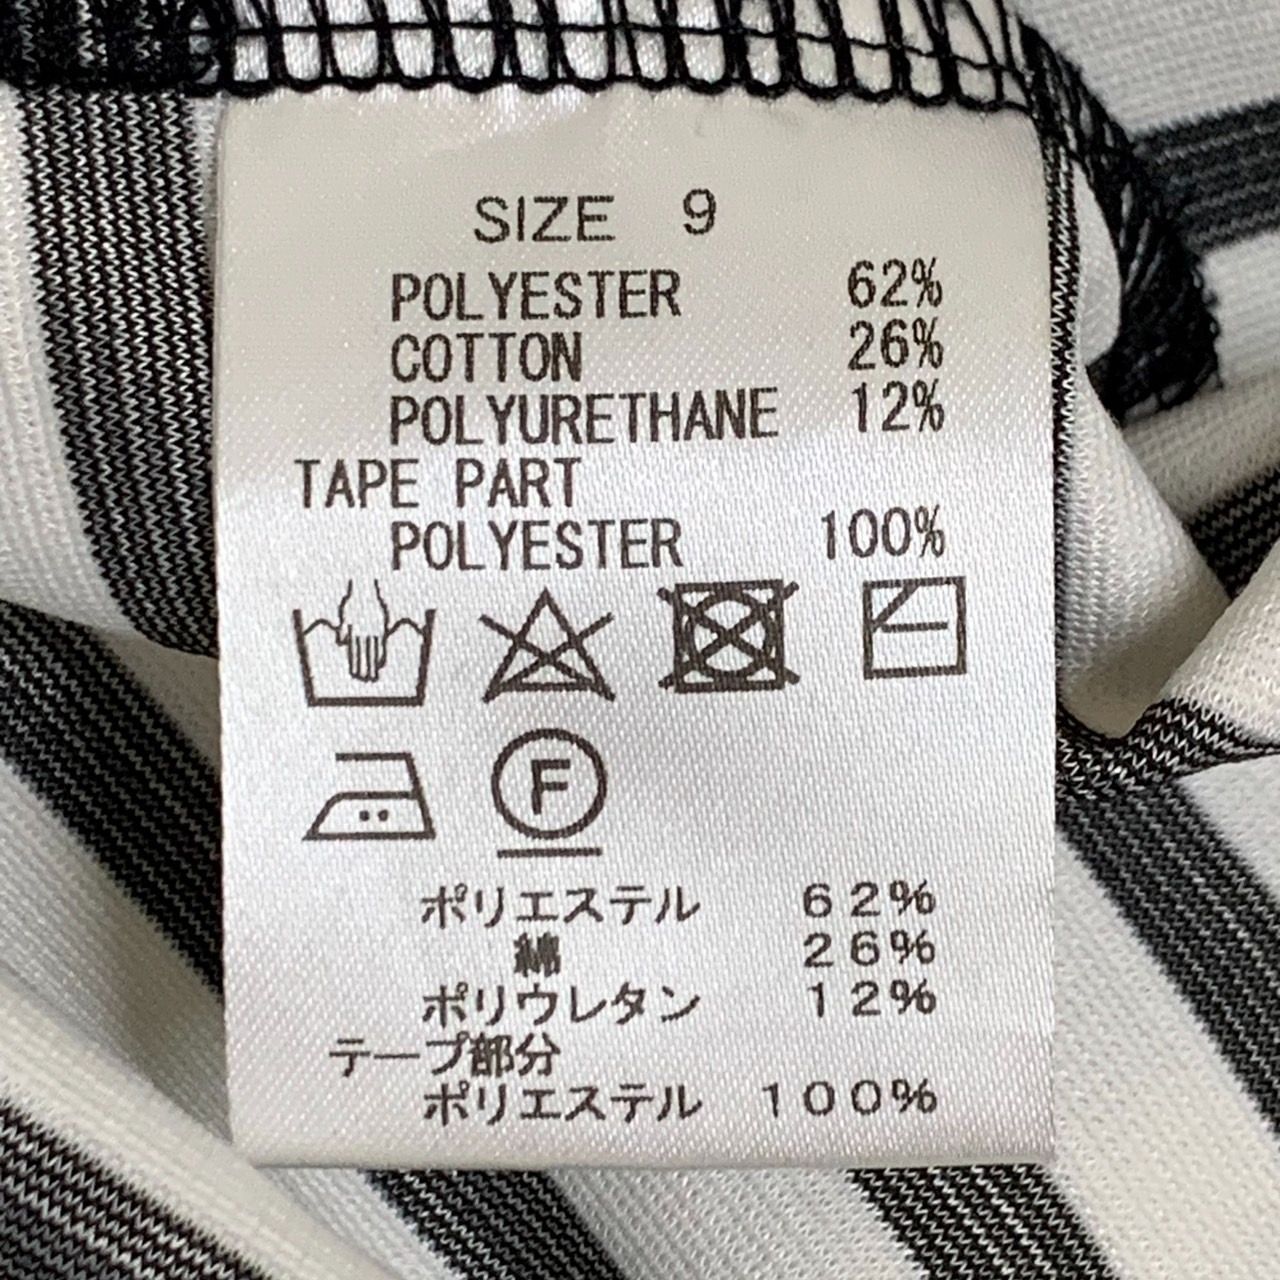 SIZE 9
POLYESTER 62%
COTTON 26%
POLYURETHANE 12%
TAPE PART
POLYESTER 100%
F
ポリエステル 62%
綿 26%
ポリウレタン 12%
テープ部分
ポリエステル 100%